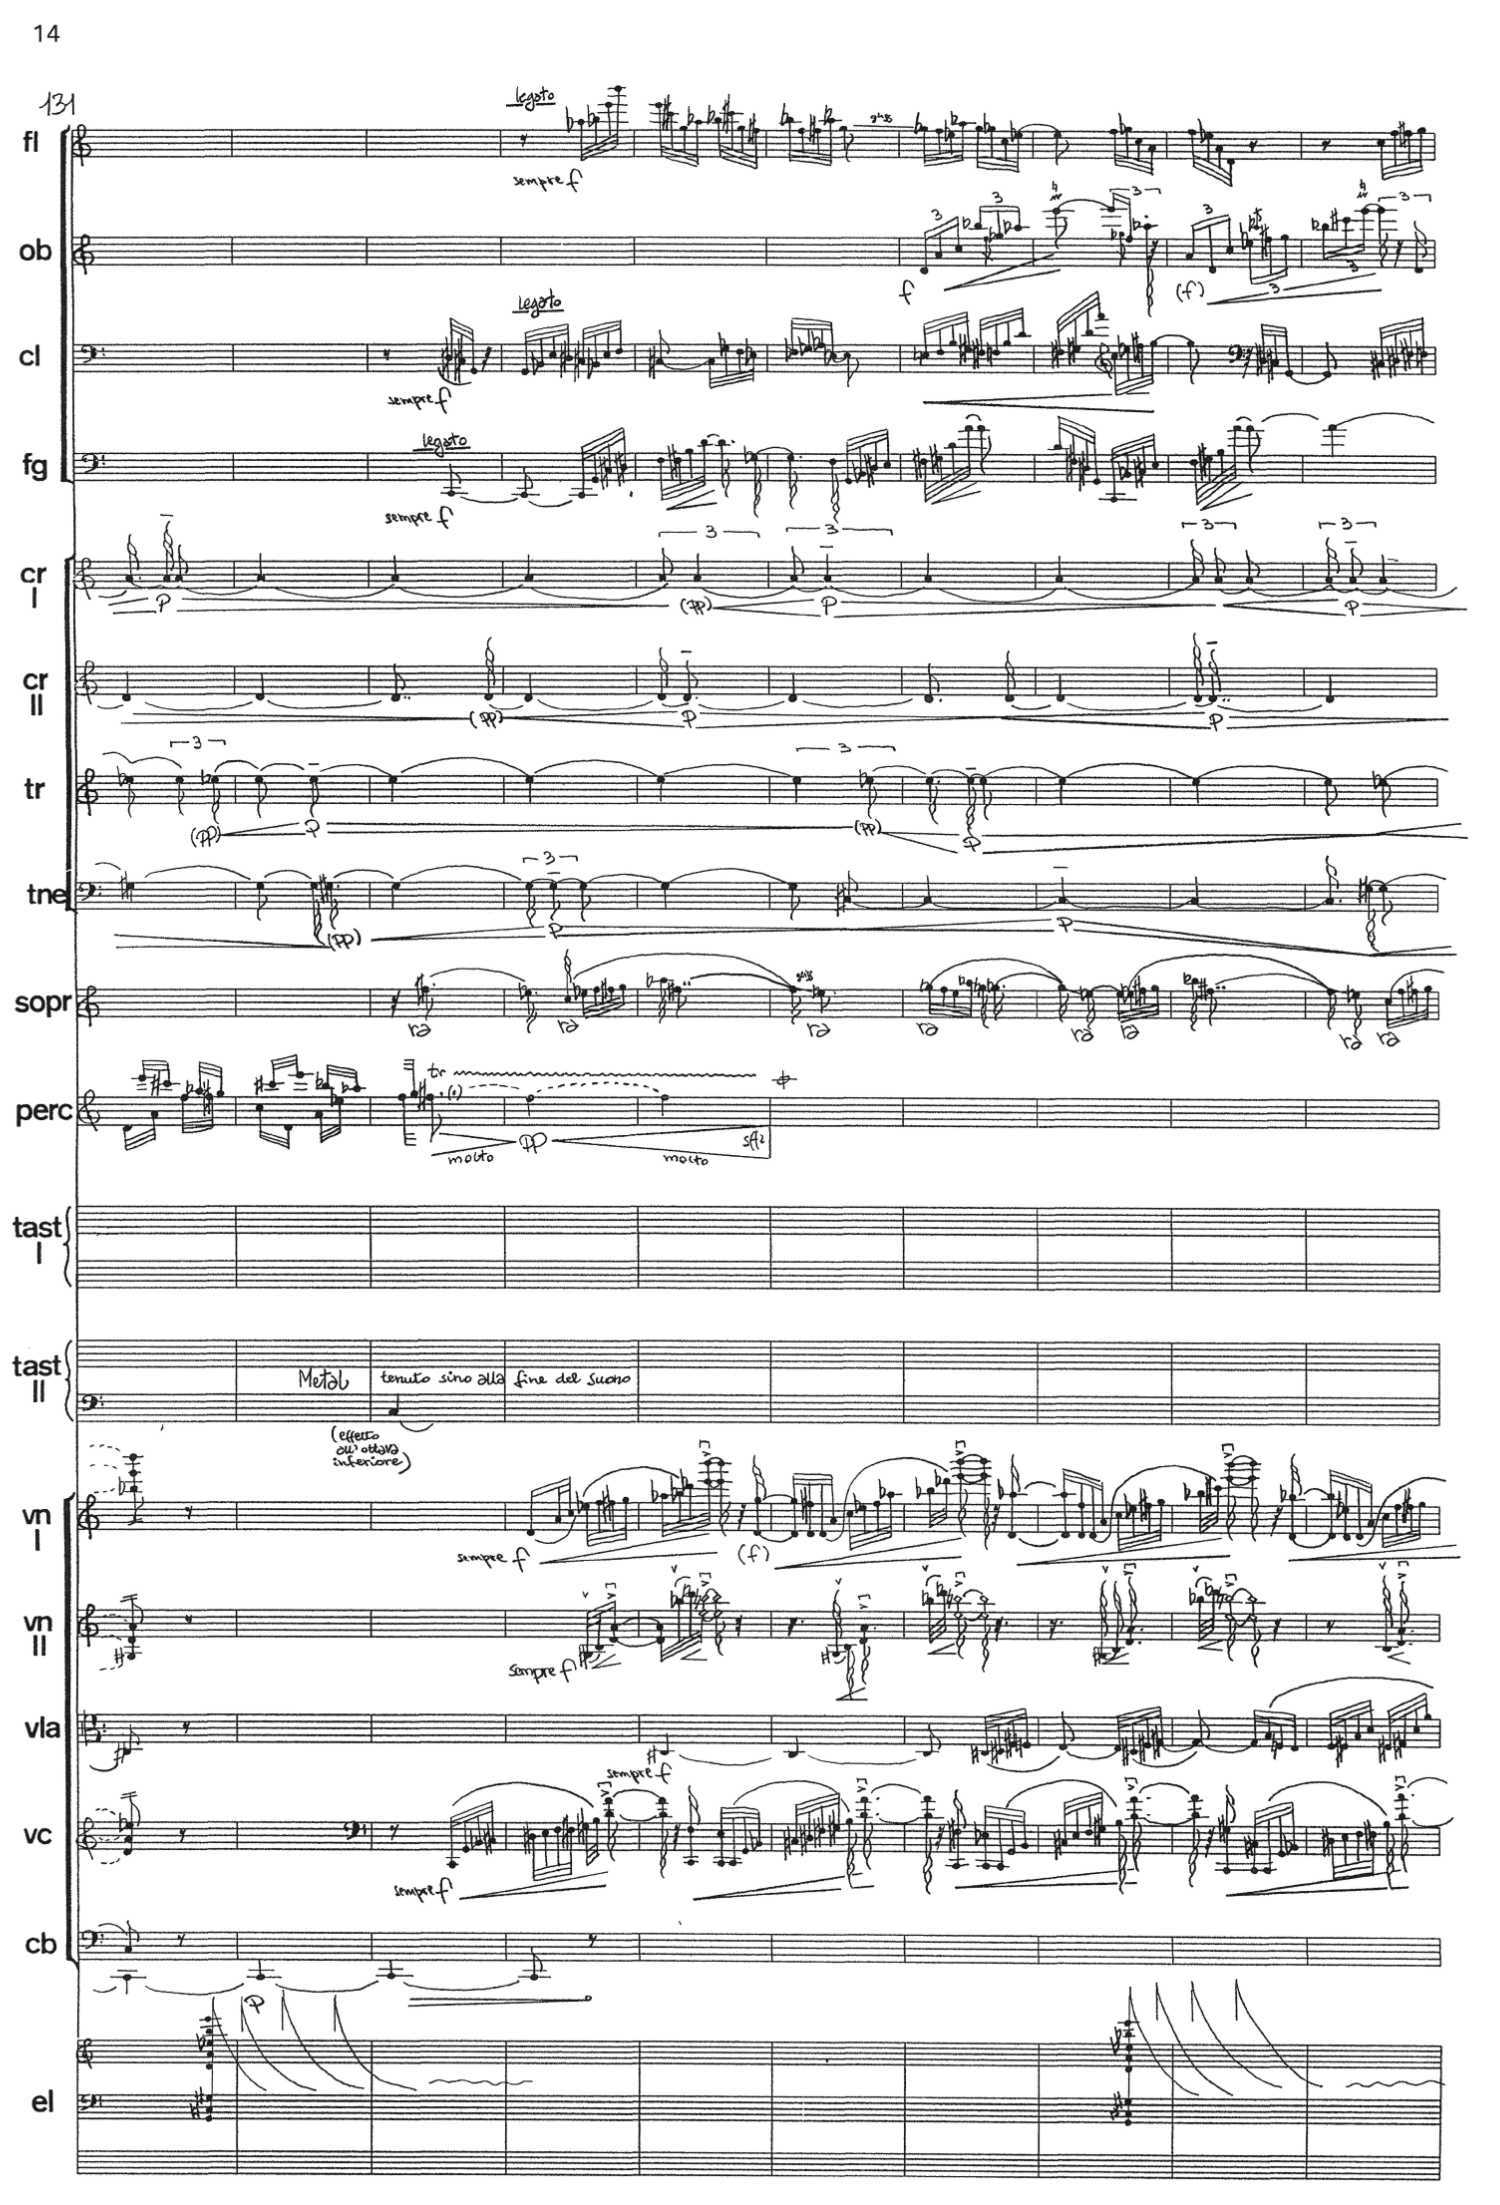 14
131
legato
fl
sempre f
gliss
3 3 3
ob
f
(f)
3 3 3
legato
cl
sempre f
legato
fg
sempre f
3 3 3 3
cr
I
p (pp) p p
cr
II
(pp) p p
3 3
tr
(pp) p (pp) p
3
tne
(pp) p p
gliss
sopr
ra ra ra ra ra ra ra ra
tr
perc
(.)
molto pp molto sffz
tast
I
tast
II
Metal tenuto sino alla fine del suono
(effetto
all'ottava
inferiore)
vn
I
sempre f (f)
vn
II
sempre f
vla
sempre f
vc
sempre f
cb
p
el